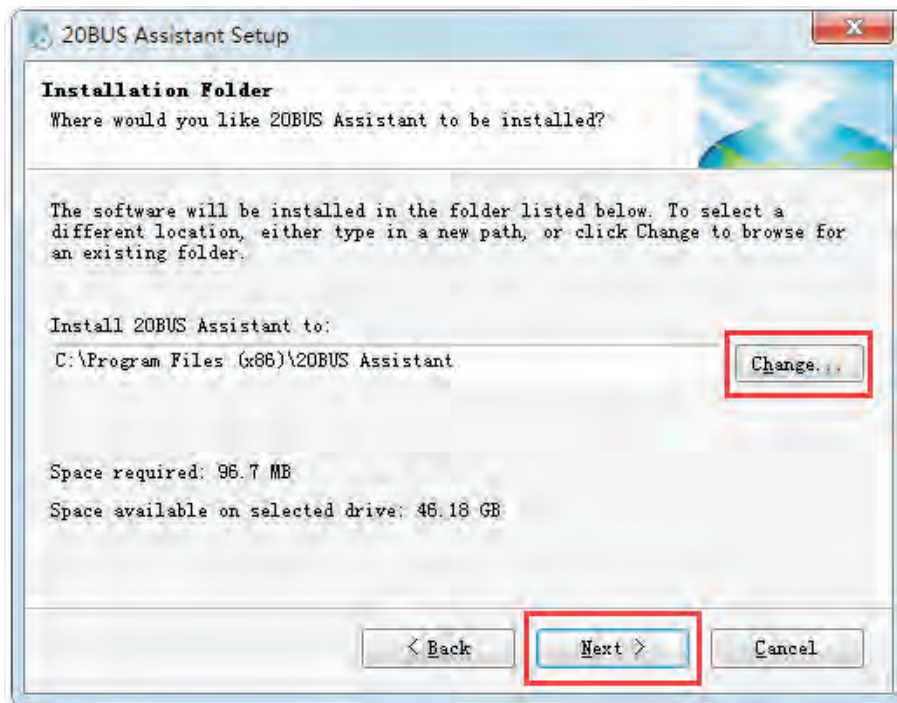 20BUS Assistant Setup
Installation Folder
Where would you like 20BUS Assistant to be installed?
The software will be installed in the folder listed below. To select a
different location, either type in a new path, or click Change to browse for
an existing folder.
Install 20BUS Assistant to:
C:\Program Files (x86)\20BUS Assistant
Change...
Space required: 96.7 MB
Space available on selected drive: 46.18 GB
< Back
Next >
Cancel